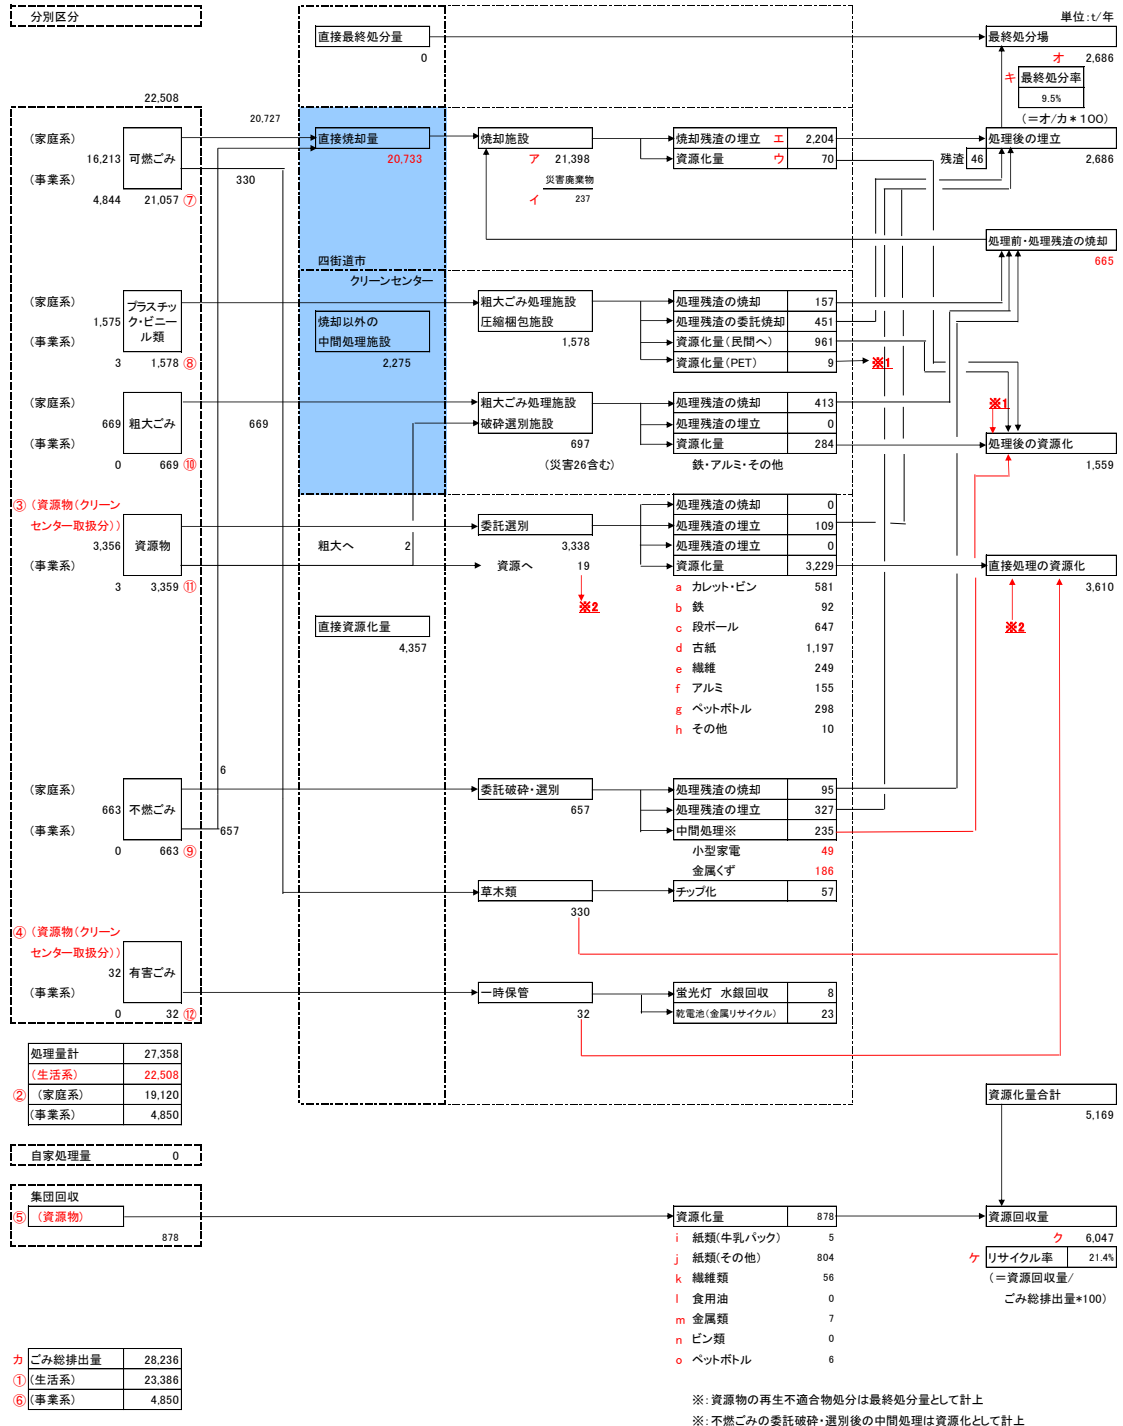 分別区分
単位:t/年
直接最終処分量
0
最終処分場
オ 2,686
キ 最終処分率
9.5%
(=オ/カ*100)
22,508
20,727
(家庭系)
16,213
可燃ごみ
(事業系)
4,844 21,057 ⑦
330
直接焼却量
20,733
焼却施設
ア 21,398
災害廃棄物
イ 237
焼却残渣の埋立 エ 2,204
資源化量 ウ 70
処理後の埋立
残渣 46
2,686
処理前・処理残渣の焼却
665
四街道市
クリーンセンター
(家庭系)
1,575
プラスチッ
ク・ビニー
ル類
(事業系)
3 1,578 ⑧
焼却以外の
中間処理施設
2,275
粗大ごみ処理施設
圧縮梱包施設
1,578
処理残渣の焼却 157
処理残渣の委託焼却 451
資源化量(民間へ) 961
資源化量(PET) 9
※1
(家庭系)
669 粗大ごみ
(事業系)
0 669 ⑩
669
粗大ごみ処理施設
破砕選別施設
697
(災害26含む)
処理残渣の焼却 413
処理残渣の埋立 0
資源化量 284
鉄・アルミ・その他
※1
処理後の資源化
1,559
③ (資源物(クリーン
センター取扱分))
3,356 資源物
(事業系)
3 3,359 ⑪
粗大へ 2
委託選別
3,338
資源へ 19
※2
処理残渣の焼却 0
処理残渣の埋立 109
処理残渣の埋立 0
資源化量 3,229
a カレット・ビン 581
b 鉄 92
c 段ボール 647
d 古紙 1,197
e 繊維 249
f アルミ 155
g ペットボトル 298
h その他 10
直接処理の資源化
3,610
※2
直接資源化量
4,357
6
(家庭系)
663 不燃ごみ
(事業系)
0 663 ⑨
657
委託破砕・選別
657
処理残渣の焼却 95
処理残渣の埋立 327
中間処理※ 235
小型家電 49
金属くず 186
草木類
330
チップ化 57
④ (資源物(クリーン
センター取扱分))
32 有害ごみ
(事業系)
0 32 ⑫
一時保管
32
蛍光灯 水銀回収 8
乾電池(金属リサイクル) 23
処理量計 27,358
(生活系) 22,508
② (家庭系) 19,120
(事業系) 4,850
資源化量合計
5,169
自家処理量 0
集団回収
⑤ (資源物)
878
資源化量 878
i 紙類(牛乳パック) 5
j 紙類(その他) 804
k 繊維類 56
l 食用油 0
m 金属類 7
n ビン類 0
o ペットボトル 6
資源回収量
ク 6,047
ケ リサイクル率 21.4%
(=資源回収量/
ごみ総排出量*100)
カ ごみ総排出量 28,236
① (生活系) 23,386
⑥ (事業系) 4,850
※:資源物の再生不適合物処分は最終処分量として計上
※:不燃ごみの委託破砕・選別後の中間処理は資源化として計上